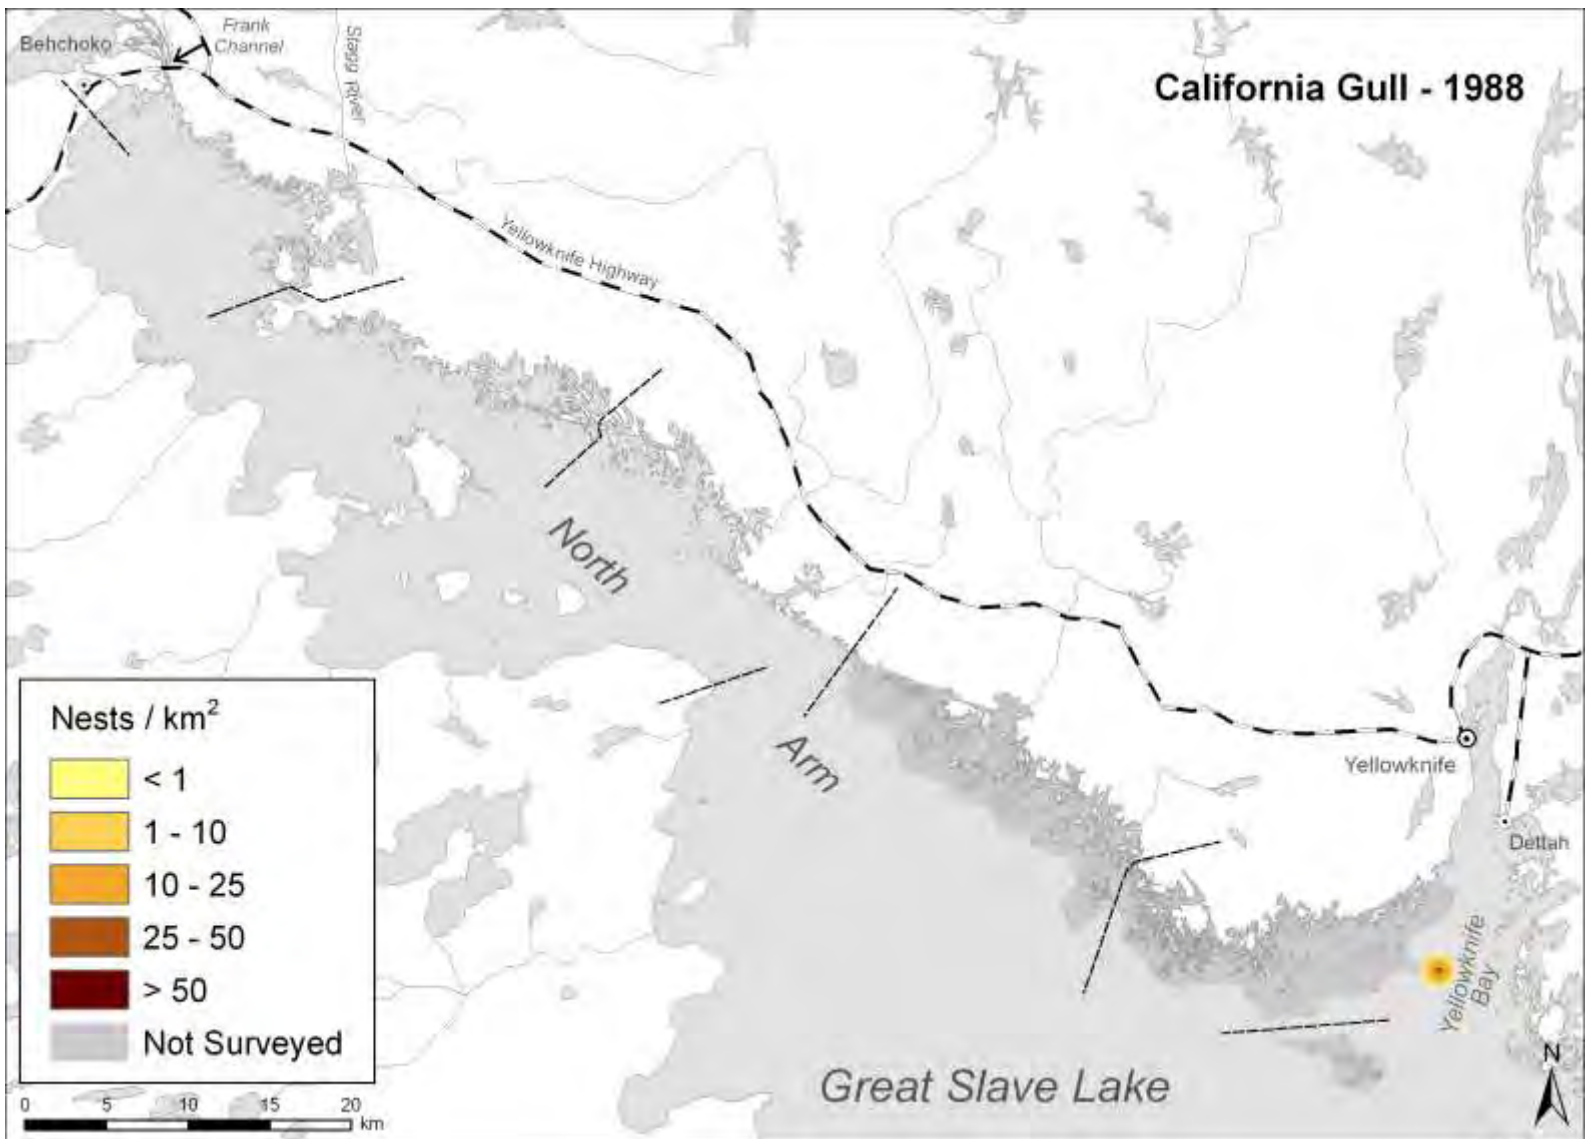 Behchoko
Frank
Channel
Stagg River
California Gull - 1988
Yellowknife Highway
North
Arm
Yellowknife
Dettah
Yellowknife
Bay
Great Slave Lake
N
Nests / km²
< 1
1 - 10
10 - 25
25 - 50
> 50
Not Surveyed
0 5 10 15 20
km